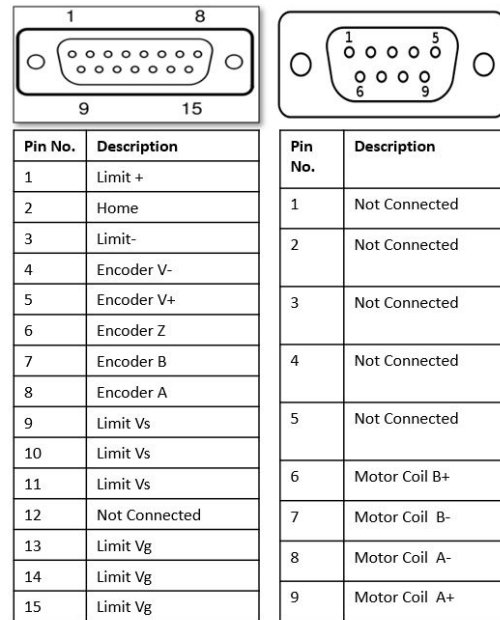 1 8
9 15
Pin No. Description
1 Limit +
2 Home
3 Limit-
4 Encoder V-
5 Encoder V+
6 Encoder Z
7 Encoder B
8 Encoder A
9 Limit Vs
10 Limit Vs
11 Limit Vs
12 Not Connected
13 Limit Vg
14 Limit Vg
15 Limit Vg
1 5
6 9
Pin Description
No.
1 Not Connected
2 Not Connected
3 Not Connected
4 Not Connected
5 Not Connected
6 Motor Coil B+
7 Motor Coil B-
8 Motor Coil A-
9 Motor Coil A+